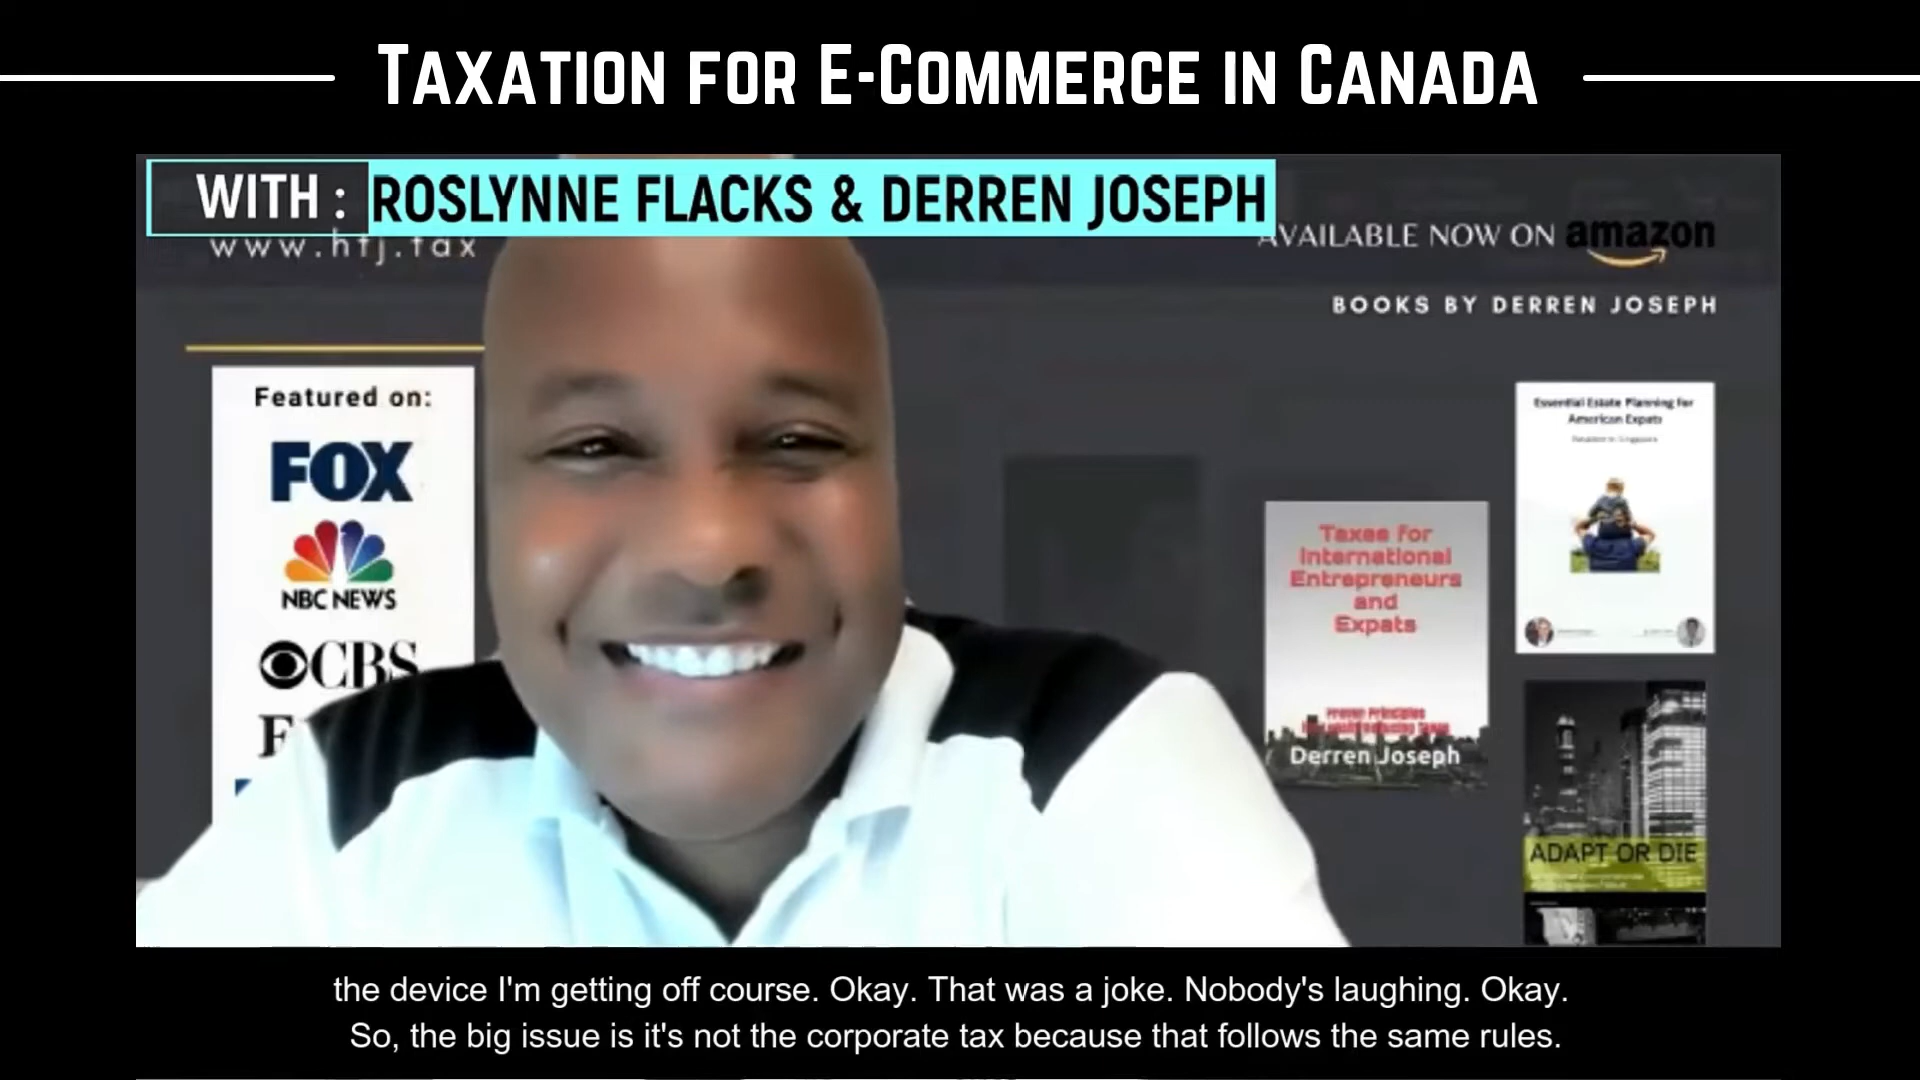 TAXATION FOR E-COMMERCE IN CANADA
WITH : ROSLYNNE FLACKS & DERREN JOSEPH
www.htj.tax
AVAILABLE NOW ON amazon
BOOKS BY DERREN JOSEPH
Featured on:
FOX
NBC NEWS
CBS
F
Essential Estate Planning for
American Expats
Taxes for
International
Entrepreneurs
and
Expats
Proven Principles
Derren Joseph
ADAPT OR DIE
the device I'm getting off course. Okay. That was a joke. Nobody's laughing. Okay.
So, the big issue is it's not the corporate tax because that follows the same rules.